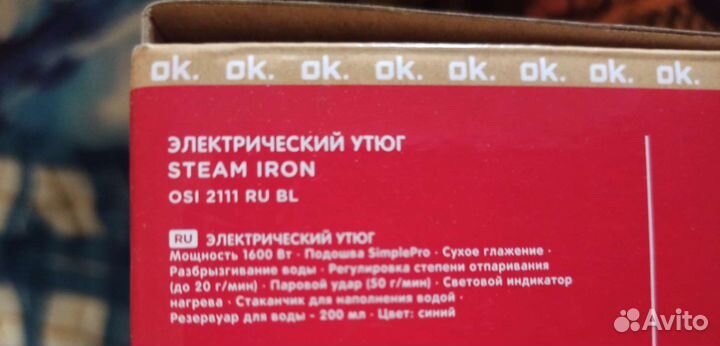 ok. ok. ok. ok. ok. ok. ok. ok.
ЭЛЕКТРИЧЕСКИЙ УТЮГ
STEAM IRON
OSI 2111 RU BL
RU ЭЛЕКТРИЧЕСКИЙ УТЮГ
Мощность 1600 Вт · Подошва SimplePro · Сухое глажение ·
Разбрызгивание воды · Регулировка степени отпаривания
(до 20 г/мин) · Паровой удар (50 г/мин) · Световой индикатор
нагрева · Стаканчик для наполнения водой ·
Резервуар для воды - 200 мл · Цвет: синий
Avito